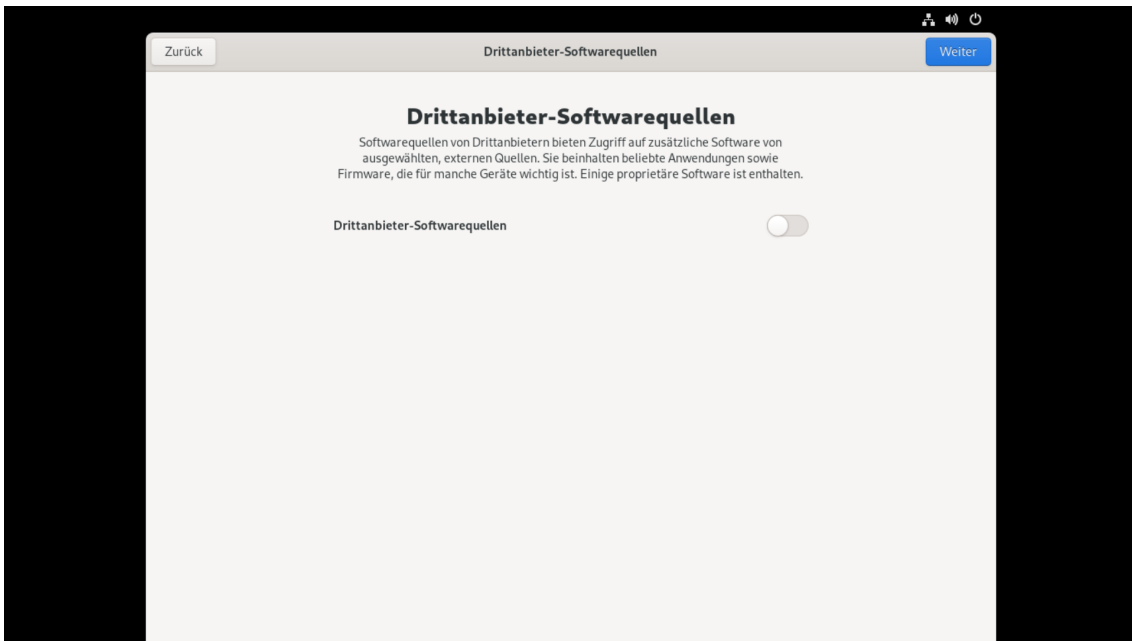 Zurück
Drittanbieter-Softwarequellen
Weiter
Drittanbieter-Softwarequellen
Softwarequellen von Drittanbietern bieten Zugriff auf zusätzliche Software von
ausgewählten, externen Quellen. Sie beinhalten beliebte Anwendungen sowie
Firmware, die für manche Geräte wichtig ist. Einige proprietäre Software ist enthalten.
Drittanbieter-Softwarequellen